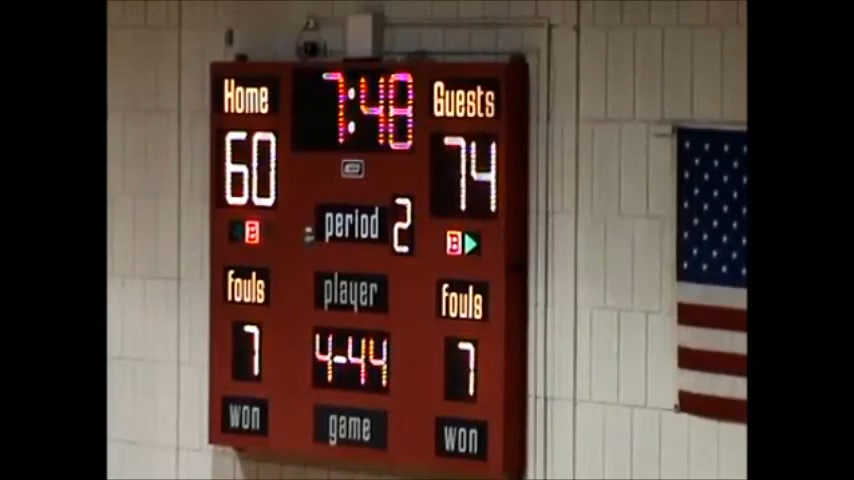 Home 7:48 Guests
60 74
period 2
B B
fouls player fouls
7 4-44 7
won game won